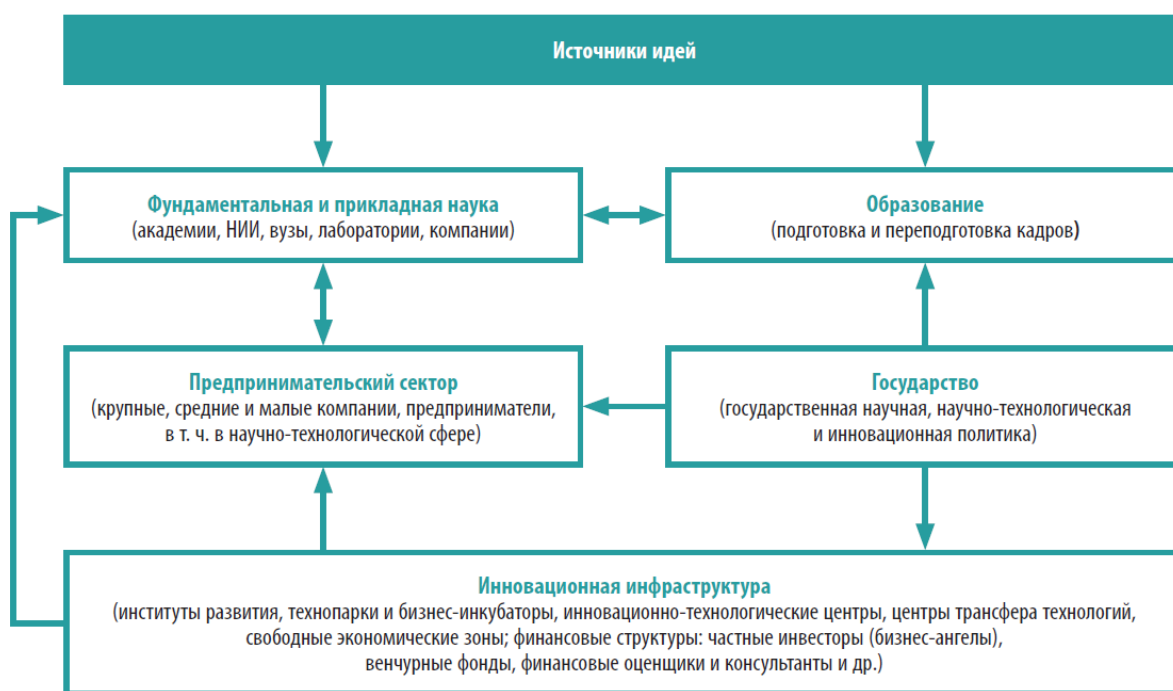 Источники идей
Фундаментальная и прикладная наука
(академии, НИИ, вузы, лаборатории, компании)
Образование
(подготовка и переподготовка кадров)
Предпринимательский сектор
(крупные, средние и малые компании, предприниматели,
в т. ч. в научно-технологической сфере)
Государство
(государственная научная, научно-технологическая
и инновационная политика)
Инновационная инфраструктура
(институты развития, технопарки и бизнес-инкубаторы, инновационно-технологические центры, центры трансфера технологий,
свободные экономические зоны; финансовые структуры: частные инвесторы (бизнес-ангелы),
венчурные фонды, финансовые оценщики и консультанты и др.)